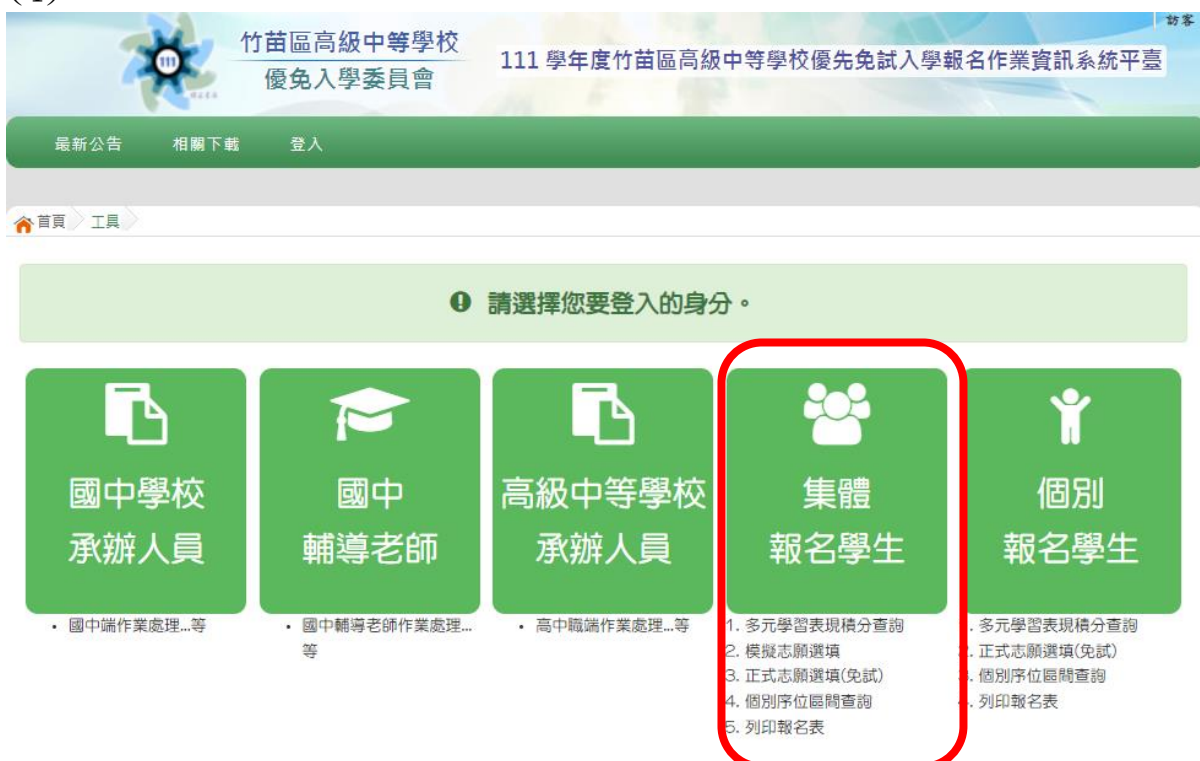 訪客
111
竹苗區高級中等學校
優免入學委員會
111 學年度竹苗區高級中等學校優先免試入學報名作業資訊系統平臺
最新公告 相關下載 登入
首頁 工具
請選擇您要登入的身分。
國中學校
承辦人員
• 國中端作業處理...等
國中
輔導老師
• 國中輔導老師作業處理...
等
高級中等學校
承辦人員
• 高中職端作業處理...等
集體
報名學生
1. 多元學習表現積分查詢
2. 模擬志願選填
3. 正式志願選填(免試)
4. 個別序位區間查詢
5. 列印報名表
個別
報名學生
. 多元學習表現積分查詢
2. 正式志願選填(免試)
. 個別序位區間查詢
. 列印報名表